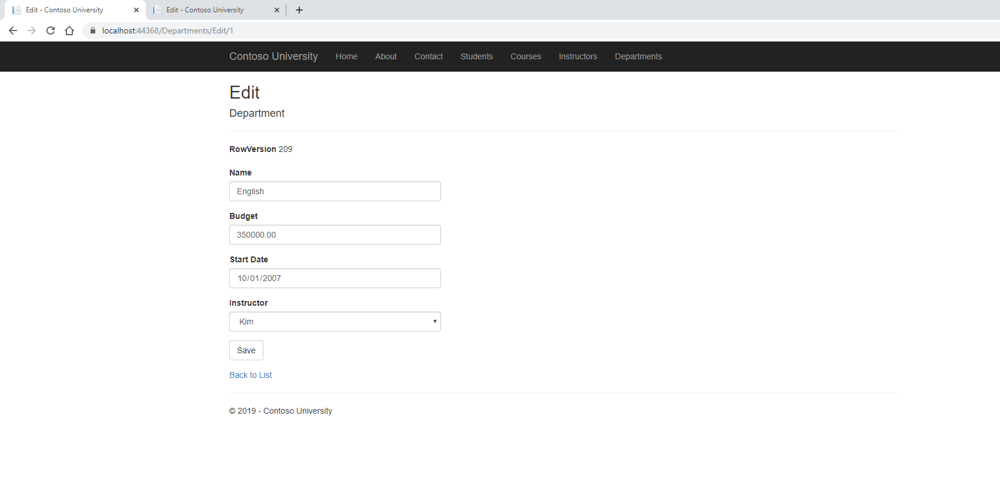 Edit - Contoso University
Edit - Contoso University
localhost:44368/Departments/Edit/1
Contoso University Home About Contact Students Courses Instructors Departments
Edit
Department
RowVersion 209
Name
English
Budget
350000.00
Start Date
10/01/2007
Instructor
Kim
Save
Back to List
© 2019 - Contoso University